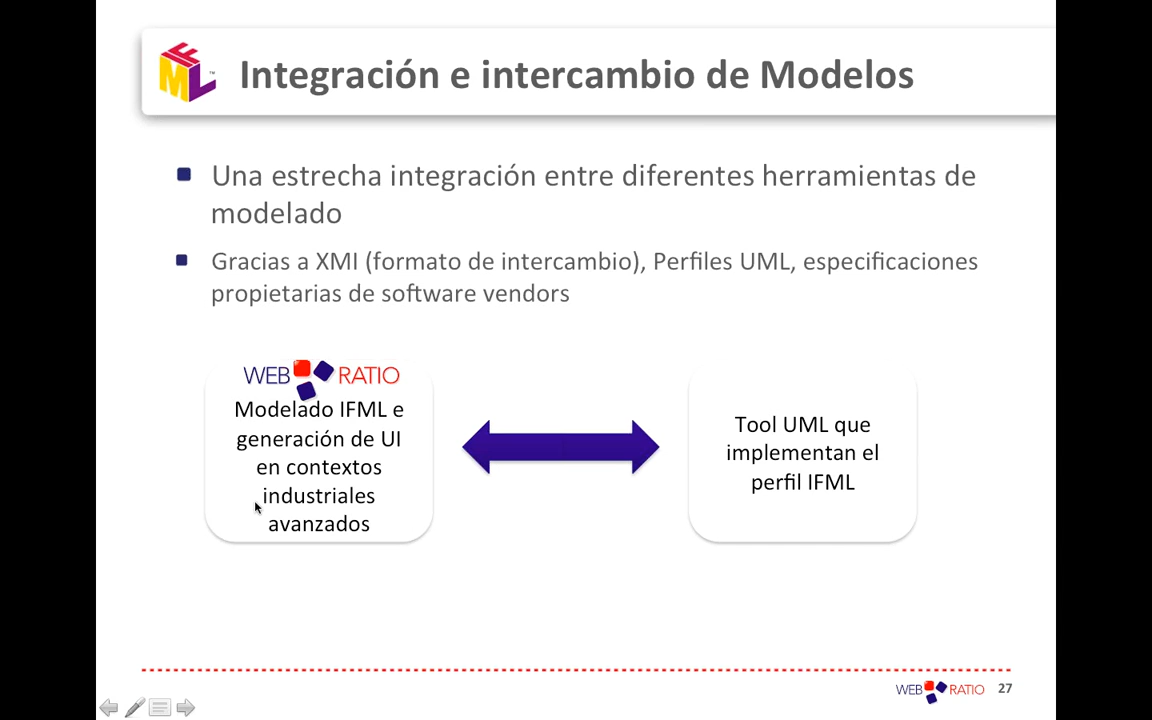 Integración e intercambio de Modelos
Una estrecha integración entre diferentes herramientas de
modelado
Gracias a XMI (formato de intercambio), Perfiles UML, especificaciones
propietarias de software vendors
WEB RATIO
Modelado IFML e
generación de UI
en contextos
industriales
avanzados
Tool UML que
implementan el
perfil IFML
WEB RATIO 27